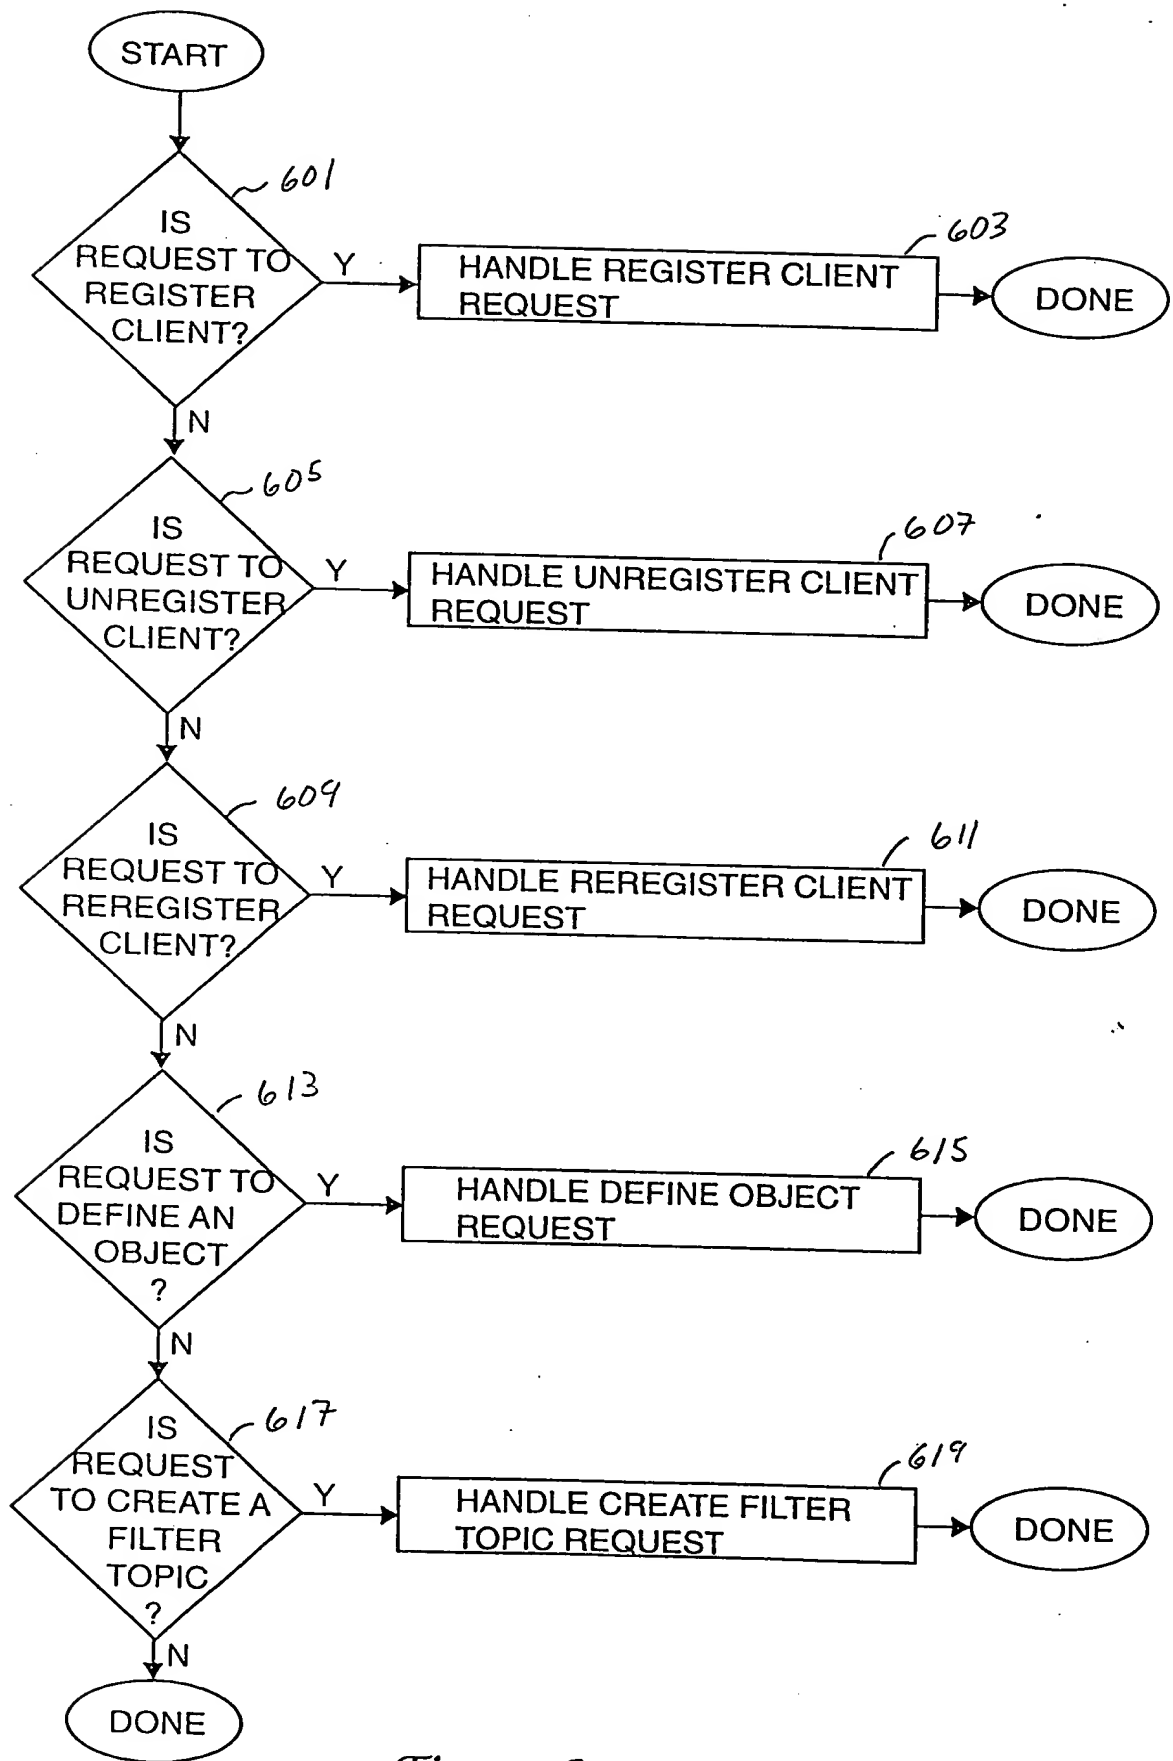 START
601
IS
REQUEST TO
REGISTER
CLIENT?
Y
603
HANDLE REGISTER CLIENT
REQUEST
DONE
N
605
IS
REQUEST TO
UNREGISTER
CLIENT?
Y
607
HANDLE UNREGISTER CLIENT
REQUEST
DONE
N
609
IS
REQUEST TO
REREGISTER
CLIENT?
Y
611
HANDLE REREGISTER CLIENT
REQUEST
DONE
N
613
IS
REQUEST TO
DEFINE AN
OBJECT
?
Y
615
HANDLE DEFINE OBJECT
REQUEST
DONE
N
617
IS
REQUEST
TO CREATE A
FILTER
TOPIC
?
Y
619
HANDLE CREATE FILTER
TOPIC REQUEST
DONE
N
DONE